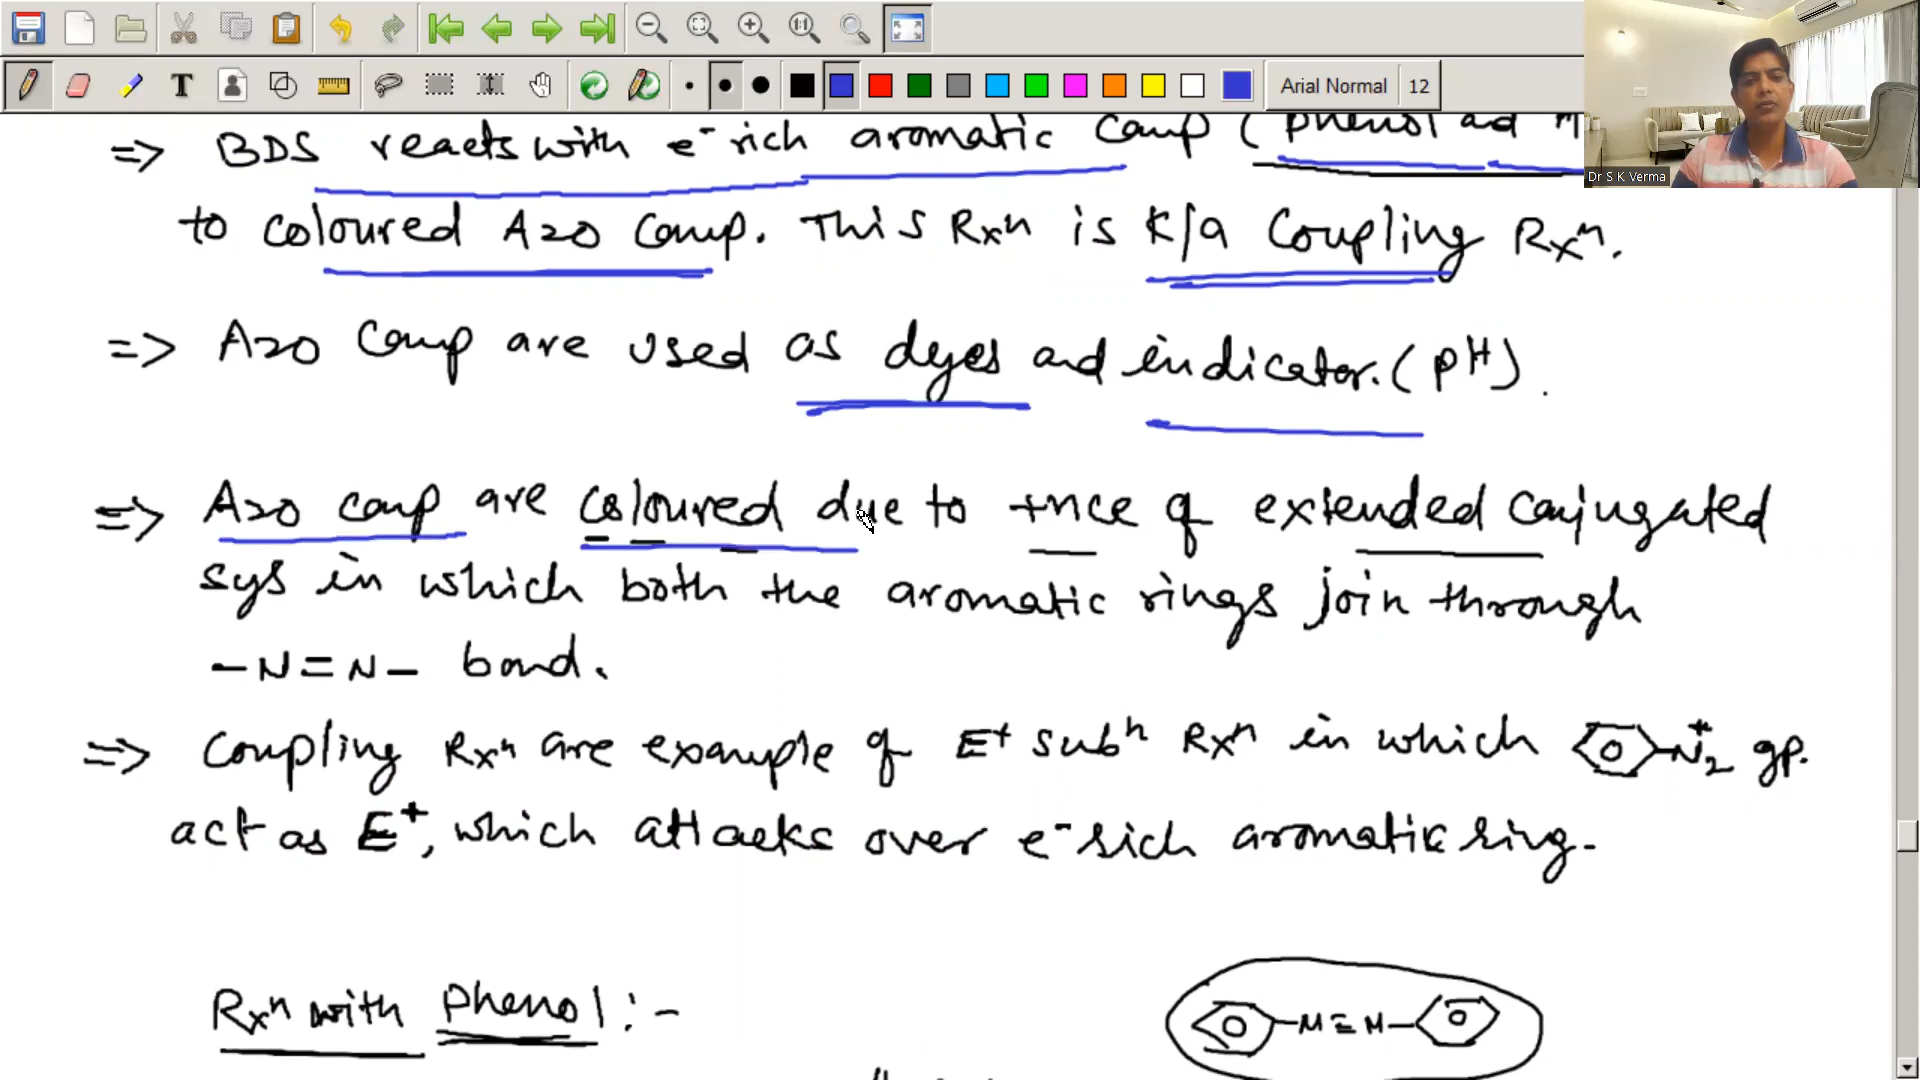 Arial Normal 12
Dr S K Verma
=> BDS reacts with e⁻ rich aromatic Comp (phenol ad
to coloured Azo Comp. This Rxⁿ is K/a Coupling Rxⁿ.
=> Azo Comp are used as dyes and indicator. (PH).
=> Azo comp are coloured due to +nce of extended conjugated
sys in which both the aromatic rings join through
-N=N- bond.
=> Coupling Rxⁿ are example of E⁺ subⁿ Rxⁿ in which N₂⁺ gp.
act as E⁺, which attacks over e⁻ rich aromatic ring.
Rxⁿ with Phenol :-
-N=N-